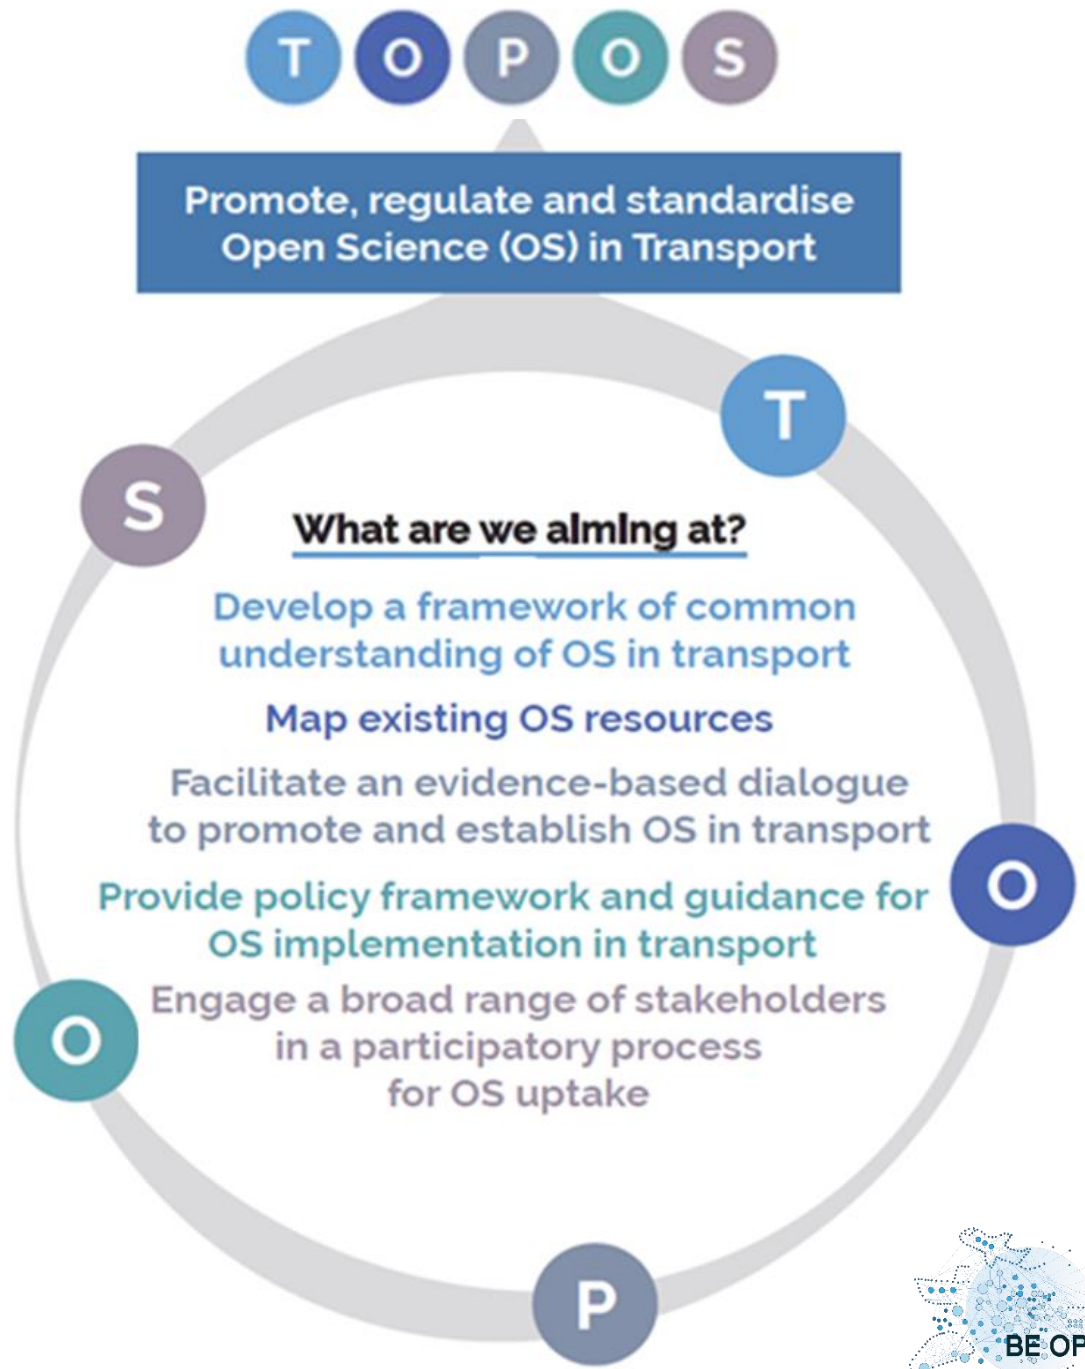 T O P O S
Promote, regulate and standardise
Open Science (OS) in Transport
T
S
What are we aiming at?
Develop a framework of common
understanding of OS in transport
Map existing OS resources
Facilitate an evidence-based dialogue
to promote and establish OS in transport
O
Provide policy framework and guidance for
OS implementation in transport
Engage a broad range of stakeholders
in a participatory process
for OS uptake
O
P
BE OP